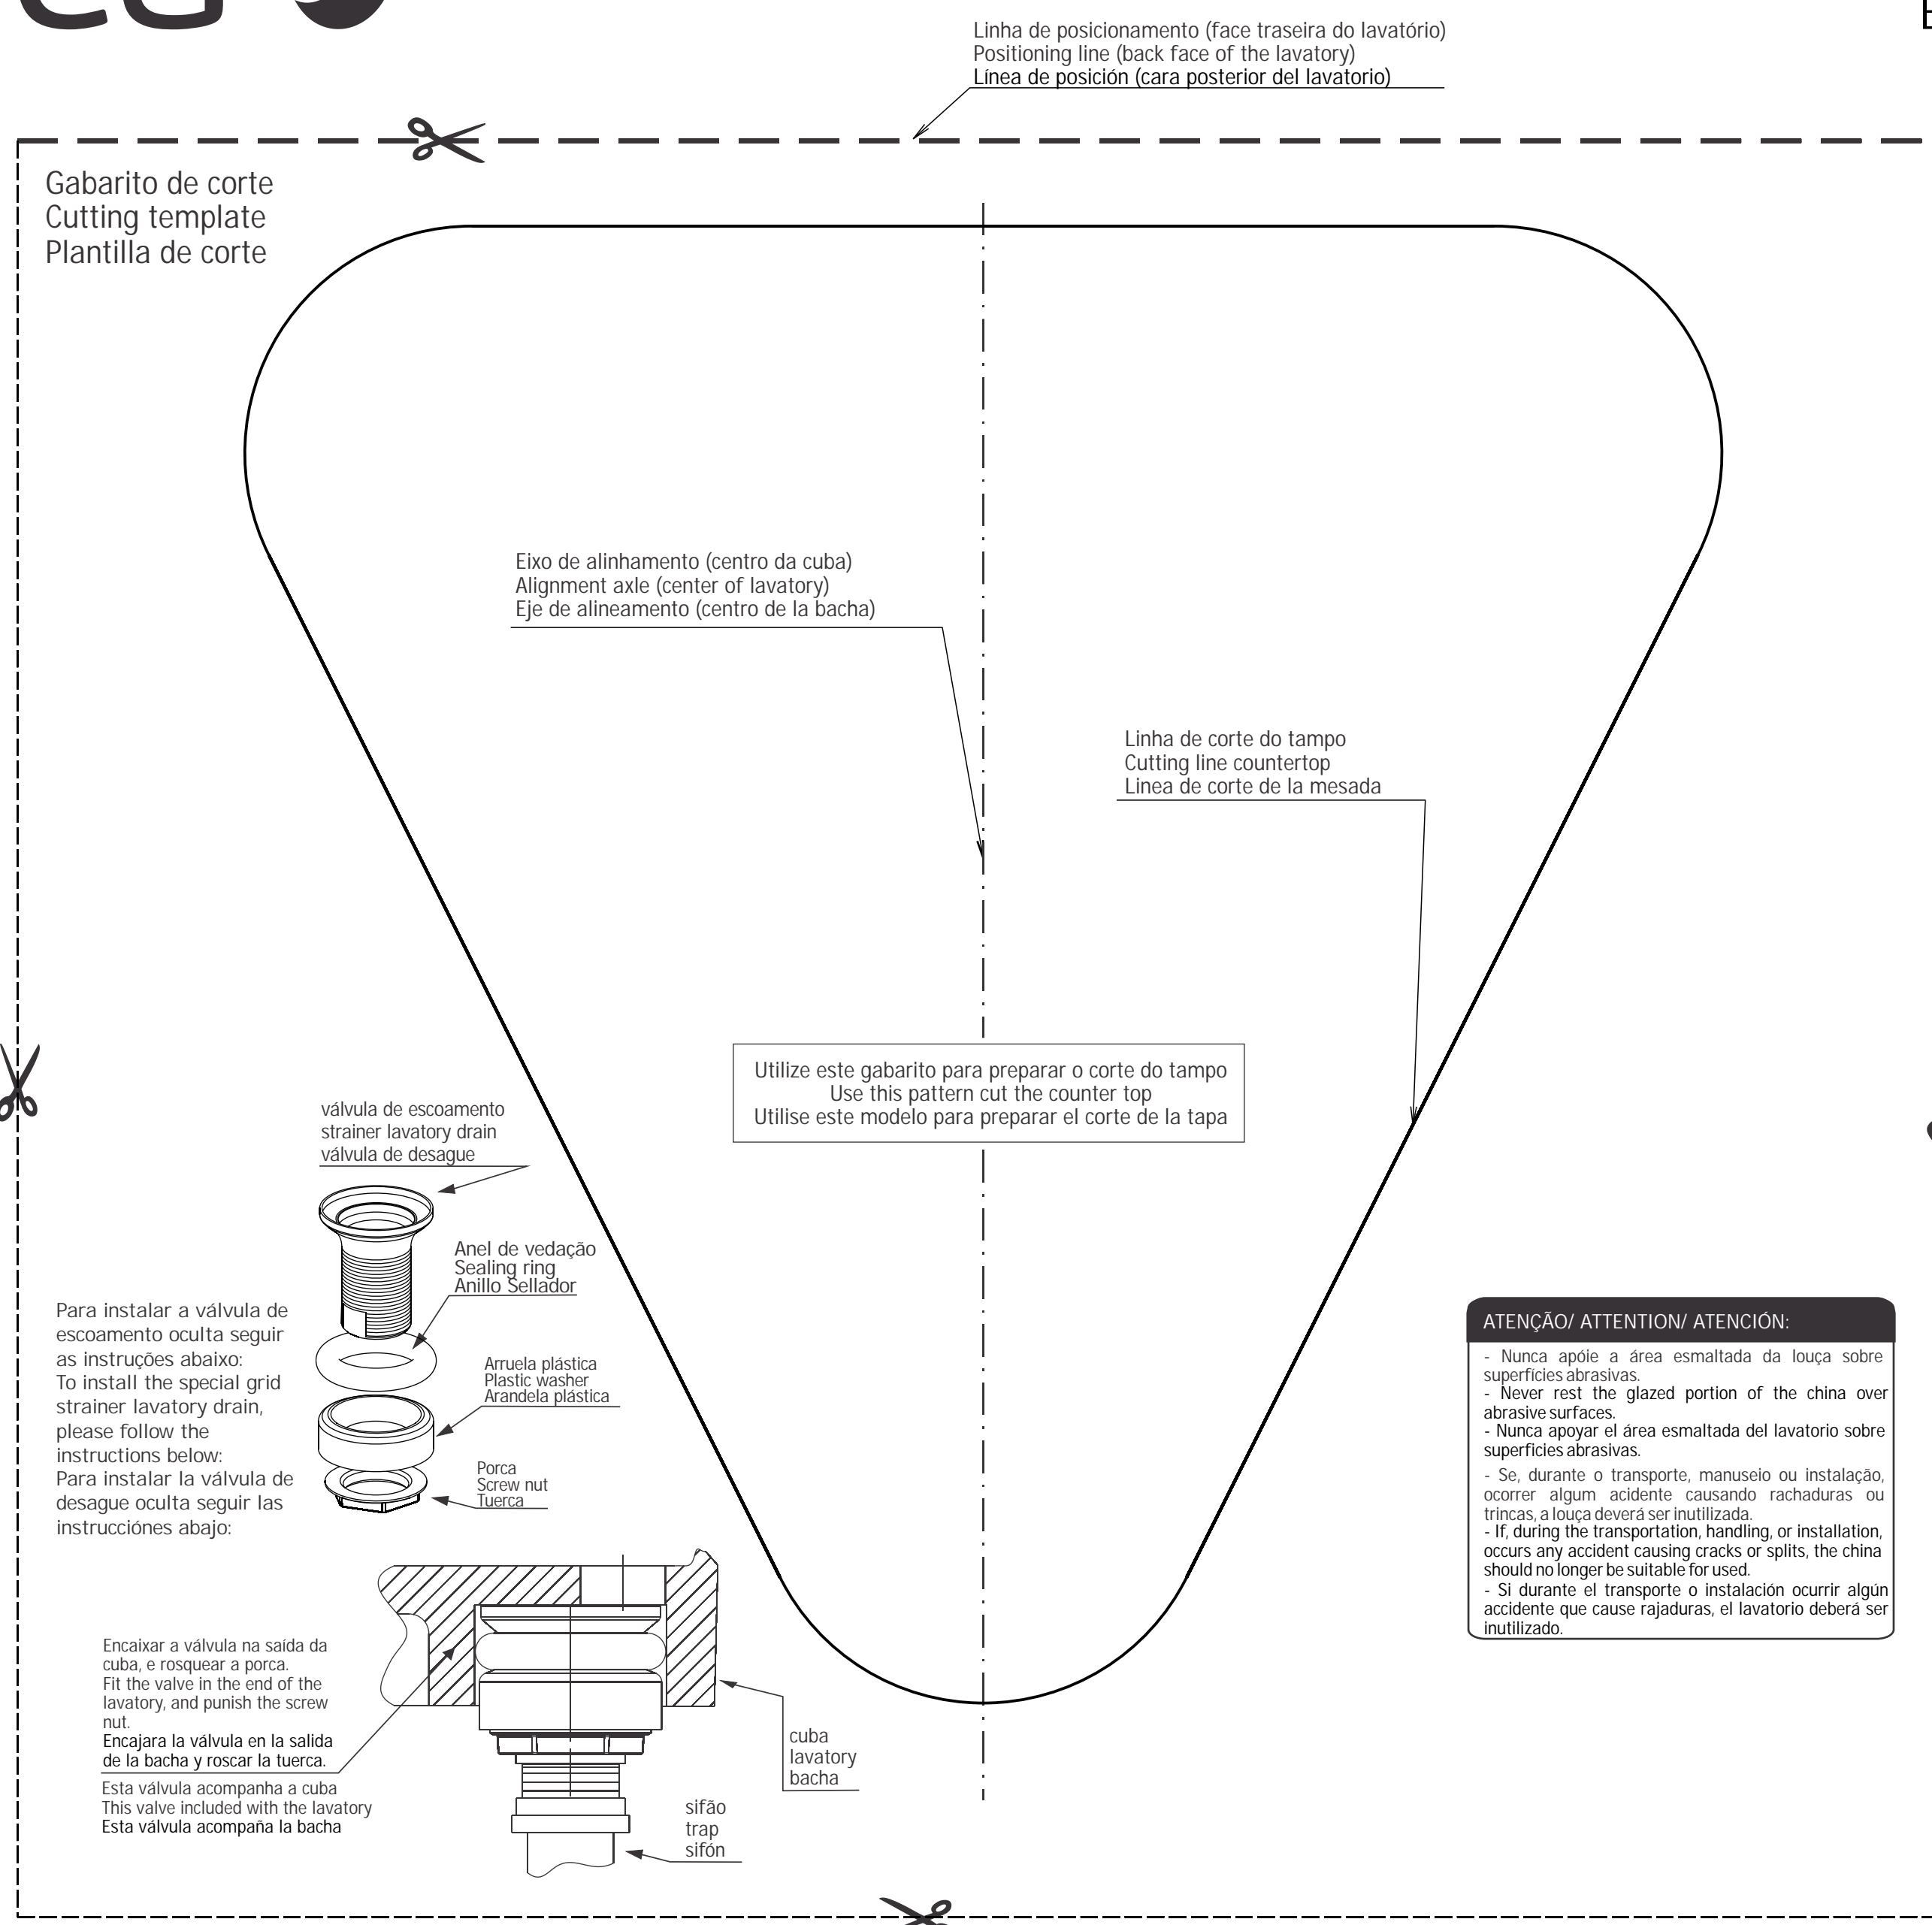 Linha de posicionamento (face traseira do lavatório)
Positioning line (back face of the lavatory)
Línea de posición (cara posterior del lavatorio)
Gabarito de corte
Cutting template
Plantilla de corte
Eixo de alinhamento (centro da cuba)
Alignment axle (center of lavatory)
Eje de alineamento (centro de la bacha)
Linha de corte do tampo
Cutting line countertop
Linea de corte de la mesada
Utilize este gabarito para preparar o corte do tampo
Use this pattern cut the counter top
Utilise este modelo para preparar el corte de la tapa
válvula de escoamento
strainer lavatory drain
válvula de desague
Anel de vedação
Sealing ring
Anillo Sellador
Arruela plástica
Plastic washer
Arandela plástica
Porca
Screw nut
Tuerca
Para instalar a válvula de
escoamento oculta seguir
as instruções abaixo:
To install the special grid
strainer lavatory drain,
please follow the
instructions below:
Para instalar la válvula de
desague oculta seguir las
instrucciónes abajo:
ATENÇÃO/ ATTENTION/ ATENCIÓN:
- Nunca apóie a área esmaltada da louça sobre
superfícies abrasivas.
- Never rest the glazed portion of the china over
abrasive surfaces.
- Nunca apoyar el área esmaltada del lavatorio sobre
superficies abrasivas.
- Se, durante o transporte, manuseio ou instalação,
ocorrer algum acidente causando rachaduras ou
trincas, a louça deverá ser inutilizada.
- If, during the transportation, handling, or installation,
occurs any accident causing cracks or splits, the china
should no longer be suitable for used.
- Si durante el transporte o instalación ocurrir algún
accidente que cause rajaduras, el lavatorio deberá ser
inutilizado.
Encaixar a válvula na saída da
cuba, e rosquear a porca.
Fit the valve in the end of the
lavatory, and punish the screw
nut.
Encajara la válvula en la salida
de la bacha y roscar la tuerca.
Esta válvula acompanha a cuba
This valve included with the lavatory
Esta válvula acompaña la bacha
cuba
lavatory
bacha
sifão
trap
sifón